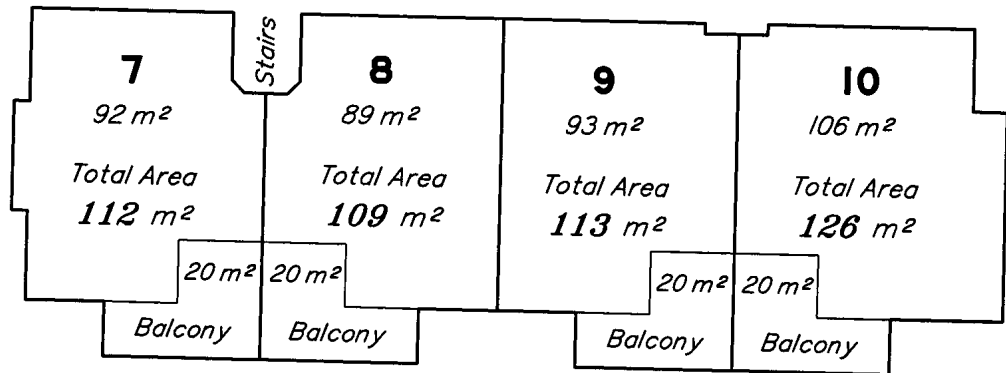 7
92 m²
Total Area
112 m²
20 m²
Balcony
Stairs
8
89 m²
Total Area
109 m²
20 m²
Balcony
9
93 m²
Total Area
113 m²
20 m²
Balcony
10
106 m²
Total Area
126 m²
20 m²
Balcony